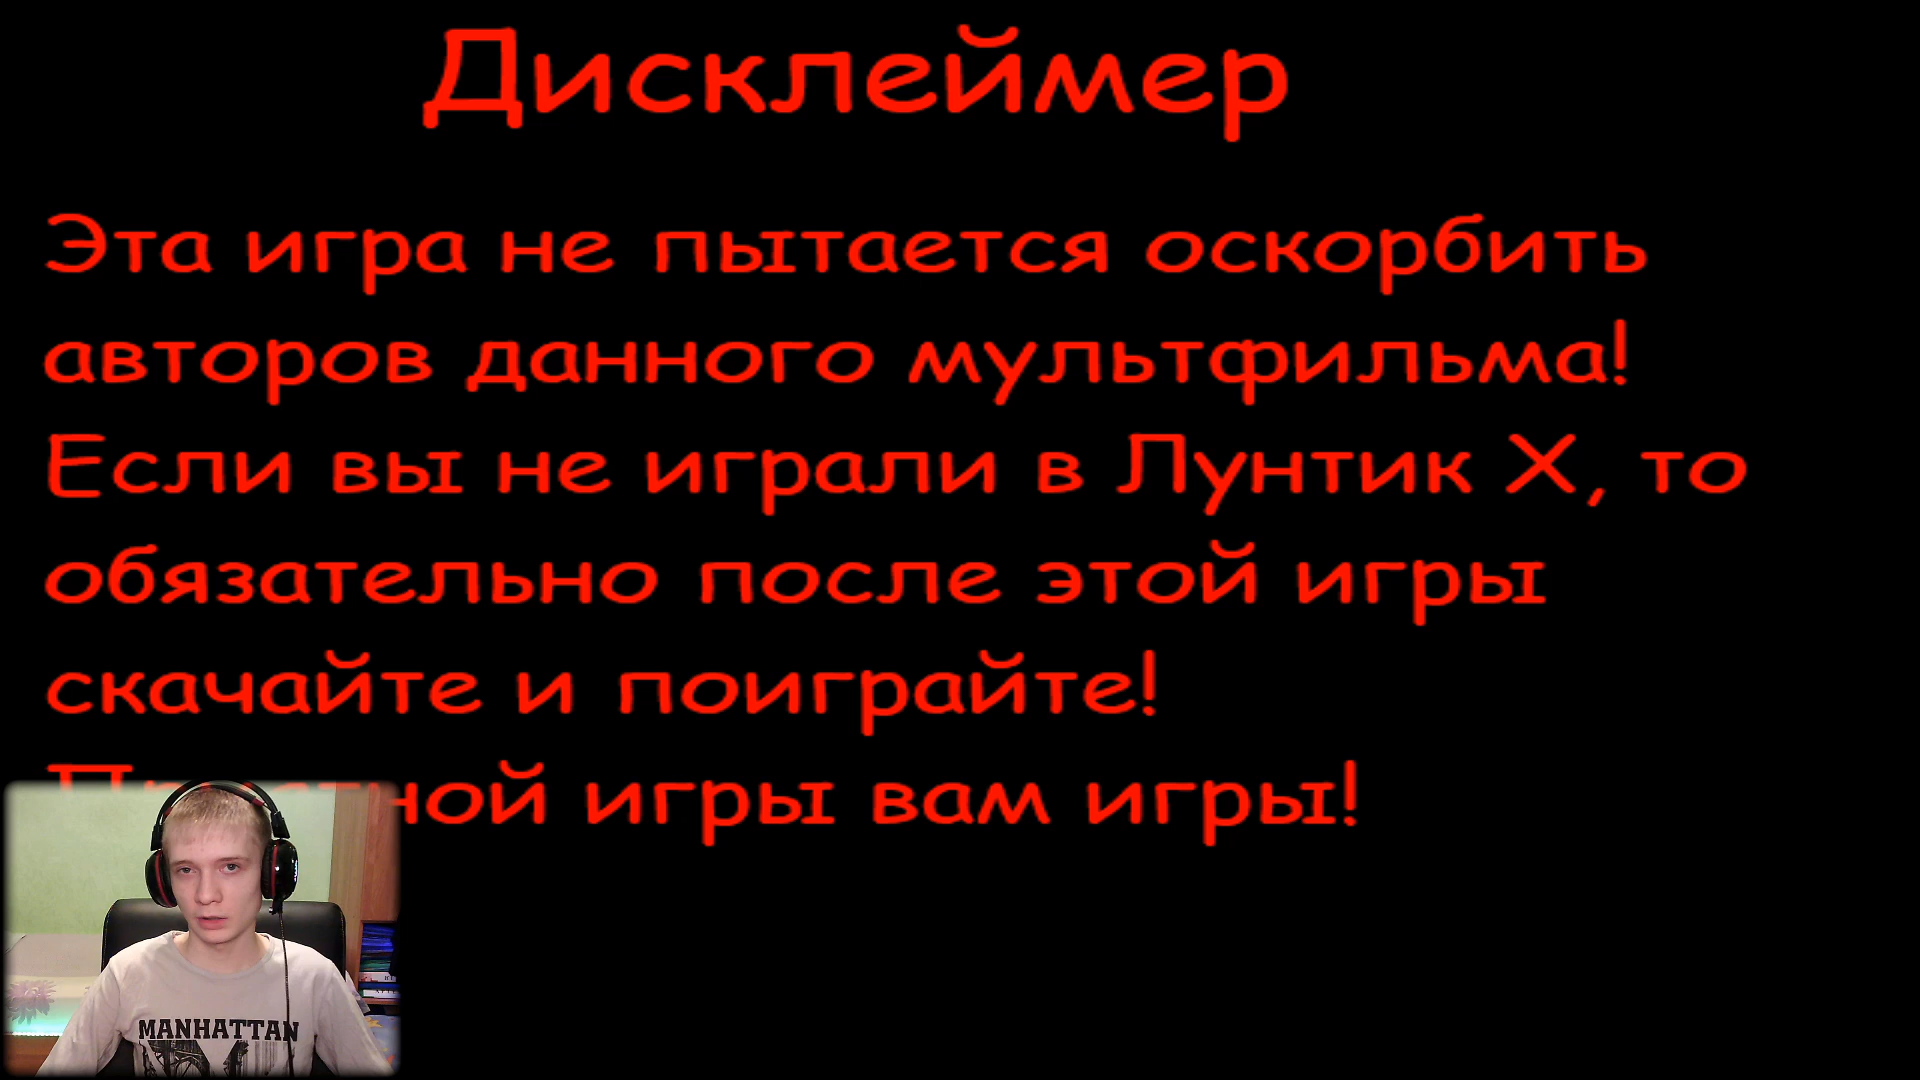 Дисклеймер
Эта игра не пытается оскорбить
авторов данного мультфильма!
Если вы не играли в Лунтик Х, то
обязательно после этой игры
скачайте и поиграйте!
игры вам игры!
MANHATTAN